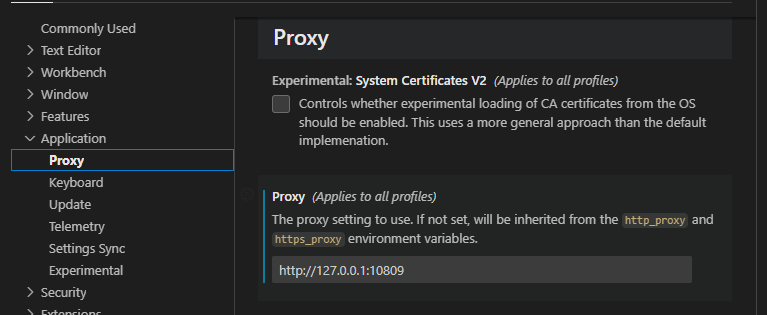 Commonly Used
Text Editor
Workbench
Window
Features
Application
Proxy
Keyboard
Update
Telemetry
Settings Sync
Experimental
Security
Extensions
Proxy
Experimental: System Certificates V2 (Applies to all profiles)
Controls whether experimental loading of CA certificates from the OS
should be enabled. This uses a more general approach than the default
implemenation.
Proxy (Applies to all profiles)
The proxy setting to use. If not set, will be inherited from the http_proxy and
https_proxy environment variables.
http://127.0.0.1:10809